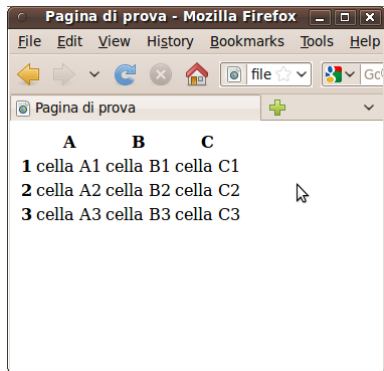 Pagina di prova - Mozilla Firefox
File Edit View History Bookmarks Tools Help
file
Pagina di prova
A B C
1 cella A1 cella B1 cella C1
2 cella A2 cella B2 cella C2
3 cella A3 cella B3 cella C3